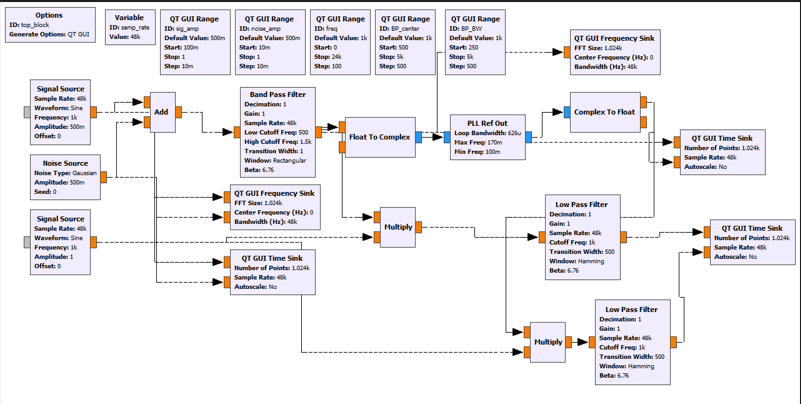 Options
ID: top_block
Generate Options: QT GUI
Variable
ID: samp_rate
Value: 48k
QT GUI Range
ID: sig_amp
Default Value: 500m
Start: 100m
Stop: 1
Step: 10m
QT GUI Range
ID: noise_amp
Default Value: 500m
Start: 10m
Stop: 1
Step: 10m
QT GUI Range
ID: freq
Default Value: 1k
Start: 0
Stop: 24k
Step: 100
QT GUI Range
ID: BP_center
Default Value: 1k
Start: 500
Stop: 5k
Step: 500
QT GUI Range
ID: BP_BW
Default Value: 1k
Start: 250
Stop: 5k
Step: 500
QT GUI Frequency Sink
FFT Size: 1.024k
Center Frequency (Hz): 0
Bandwidth (Hz): 48k
Signal Source
Sample Rate: 48k
Waveform: Sine
Frequency: 1k
Amplitude: 500m
Offset: 0
Add
Band Pass Filter
Decimation: 1
Gain: 1
Sample Rate: 48k
Low Cutoff Freq: 500
High Cutoff Freq: 1.5k
Transition Width: 1
Window: Rectangular
Beta: 6.76
Float To Complex
PLL Ref Out
Loop Bandwidth: 626u
Max Freq: 170m
Min Freq: 100m
Complex To Float
QT GUI Time Sink
Number of Points: 1.024k
Sample Rate: 48k
Autoscale: No
Noise Source
Noise Type: Gaussian
Amplitude: 500m
Seed: 0
QT GUI Frequency Sink
FFT Size: 1.024k
Center Frequency (Hz): 0
Bandwidth (Hz): 48k
Signal Source
Sample Rate: 48k
Waveform: Sine
Frequency: 1k
Amplitude: 1
Offset: 0
Multiply
Low Pass Filter
Decimation: 1
Gain: 1
Sample Rate: 48k
Cutoff Freq: 1k
Transition Width: 500
Window: Hamming
Beta: 6.76
QT GUI Time Sink
Number of Points: 1.024k
Sample Rate: 48k
Autoscale: No
QT GUI Time Sink
Number of Points: 1.024k
Sample Rate: 48k
Autoscale: No
Multiply
Low Pass Filter
Decimation: 1
Gain: 1
Sample Rate: 48k
Cutoff Freq: 1k
Transition Width: 500
Window: Hamming
Beta: 6.76